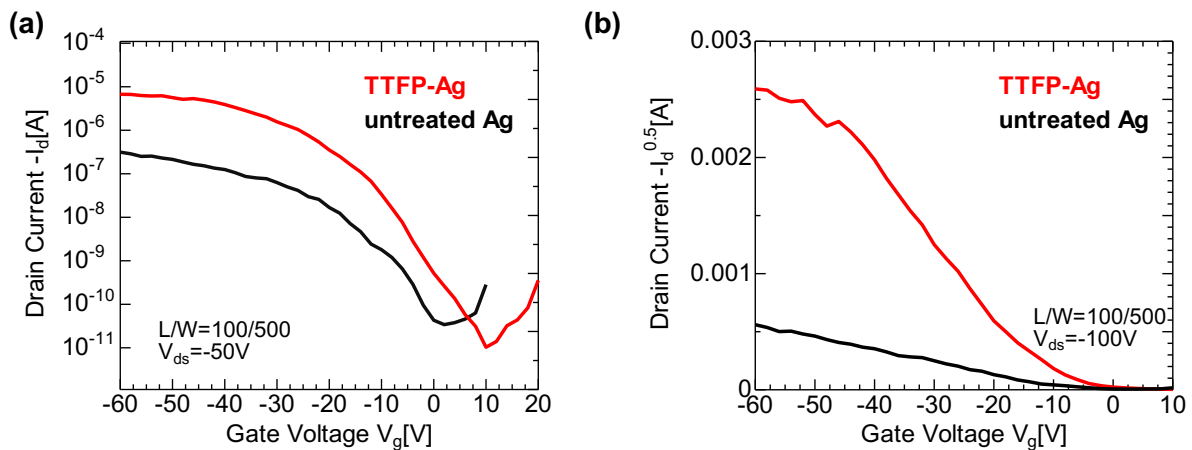 (a)
Drain Current -I_d[A]
10^-4
10^-5
10^-6
10^-7
10^-8
10^-9
10^-10
10^-11
TTFP-Ag
untreated Ag
L/W=100/500
V_ds=-50V
-60 -50 -40 -30 -20 -10 0 10 20
Gate Voltage V_g[V]
(b)
Drain Current -I_d^0.5[A]
0.003
0.002
0.001
0
TTFP-Ag
untreated Ag
L/W=100/500
V_ds=-100V
-60 -50 -40 -30 -20 -10 0 10
Gate Voltage V_g[V]